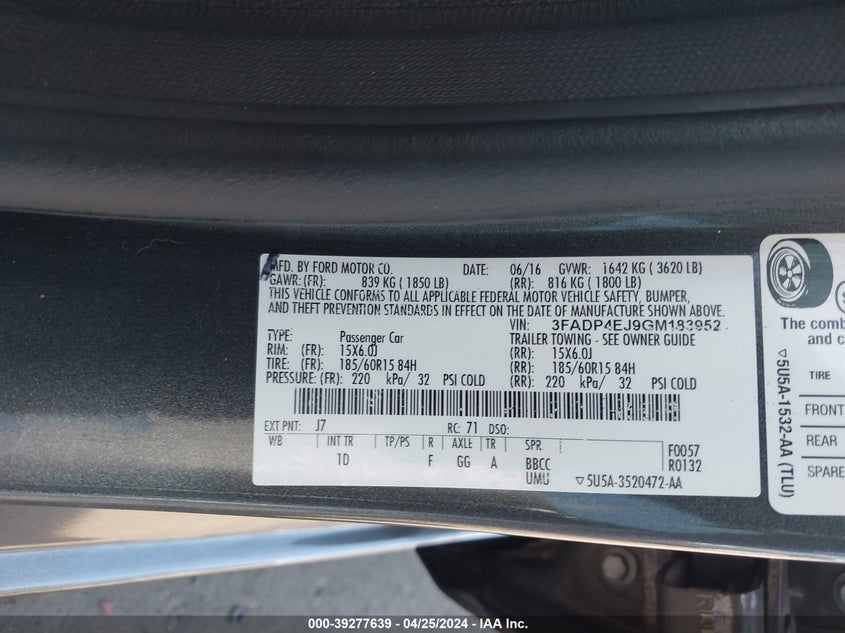 MFD. BY FORD MOTOR CO. DATE: 06/16 GVWR: 1642 KG ( 3620 LB)
GAWR: (FR): 839 KG ( 1850 LB) (RR): 816 KG ( 1800 LB)
THIS VEHICLE CONFORMS TO ALL APPLICABLE FEDERAL MOTOR VEHICLE SAFETY, BUMPER,
AND THEFT PREVENTION STANDARDS IN EFFECT ON THE DATE OF MANUFACTURE SHOWN ABOVE.
VIN: 3FADP4EJ9GM183952
TYPE: Passenger Car TRAILER TOWING - SEE OWNER GUIDE
RIM: (FR): 15X6.0J (RR): 15X6.0J
TIRE: (FR): 185/60R15 84H (RR): 185/60R15 84H
PRESSURE: (FR): 220 kPa/ 32 PSI COLD (RR): 220 kPa/ 32 PSI COLD
EXT PNT: J7 RC: 71 DSO:
WB INT TR TP/PS R AXLE TR SPR F0057
1D F GG A BBCC R0132
UMU ▽5U5A-3520472-AA
▽5U5A-1532-AA (TLU)
The comb
and c
TIRE
FRONT
REAR
SPARE
000-39277639 - 04/25/2024 - IAA Inc.